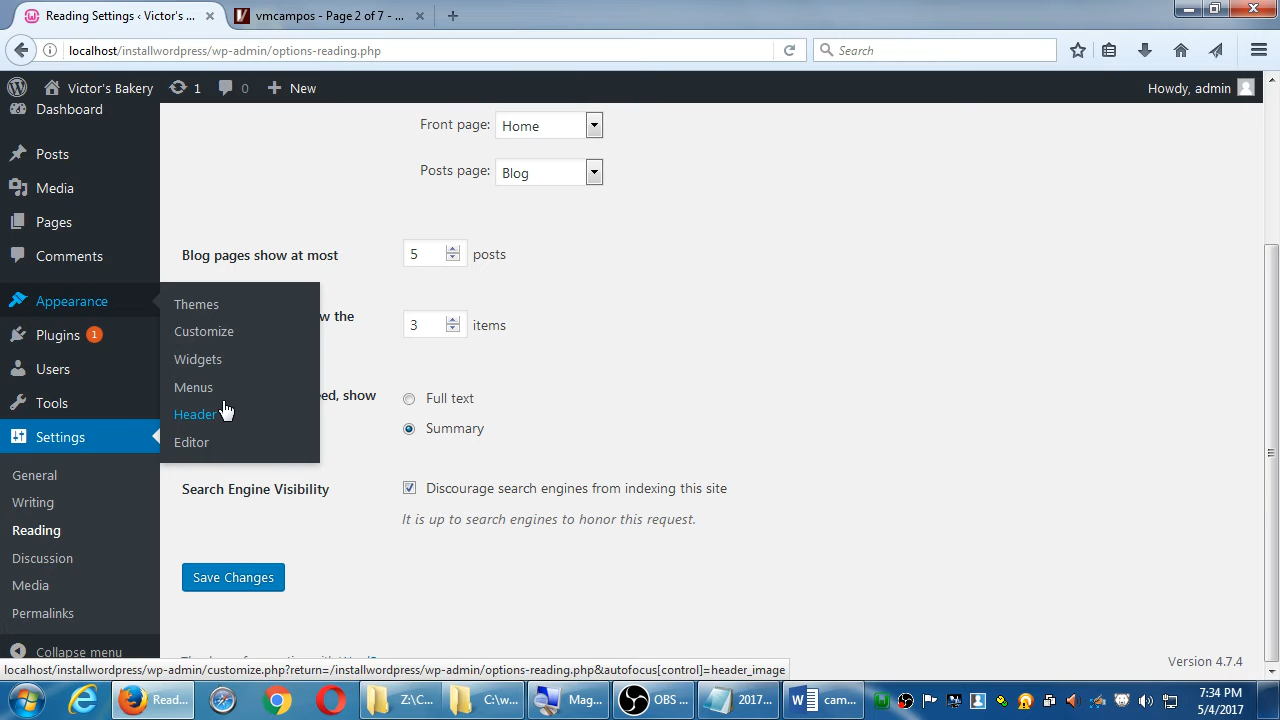 Reading Settings ‹ Victor's ...
vmcampos - Page 2 of 7 - ...
localhost/installwordpress/wp-admin/options-reading.php
Search
Victor's Bakery
1
0
New
Howdy, admin
Dashboard
Posts
Media
Pages
Comments
Appearance
Plugins 1
Users
Tools
Settings
General
Writing
Reading
Discussion
Media
Permalinks
Collapse menu
Themes
Customize
Widgets
Menus
Header
Editor
Front page: Home
Posts page: Blog
Blog pages show at most 5 posts
the
3 items
show
Full text
Summary
Search Engine Visibility
Discourage search engines from indexing this site
It is up to search engines to honor this request.
Save Changes
Version 4.7.4
localhost/installwordpress/wp-admin/customize.php?return=/installwordpress/wp-admin/options-reading.php&autofocus[control]=header_image
Read...
Z:\C...
C:\w...
Mag...
OBS ...
2017...
cam...
7:34 PM
5/4/2017